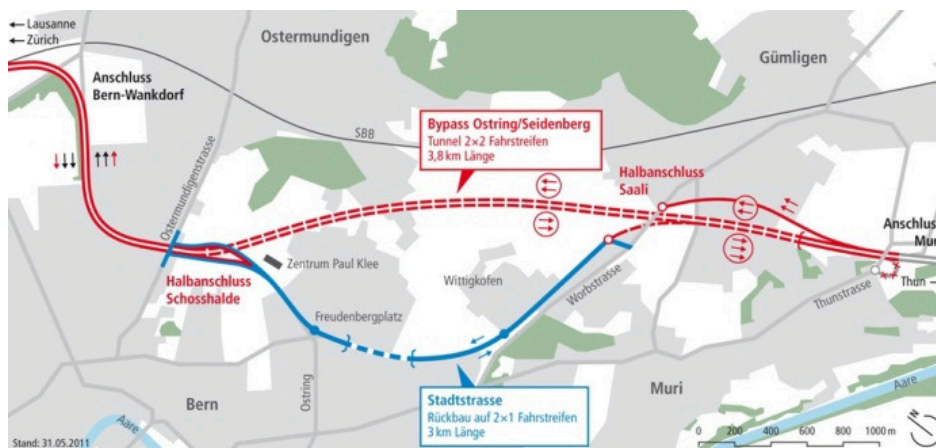 ← Lausanne
← Zürich
Ostermundigen
Gümligen
Anschluss
Bern-Wankdorf
SBB
Bypass Ostring/Seidenberg
Tunnel 2×2 Fahrstreifen
3,8 km Länge
Halbanschluss
Saali
Ostermundigenstrasse
Anschluss
Mur
Zentrum Paul Klee
Halbanschluss
Schosshalde
Wittigkofen
Worbstrasse
Thunstrasse
Thun
Freudenbergplatz
Ostring
Stadtstrasse
Rückbau auf 2×1 Fahrstreifen
3 km Länge
Bern
Muri
Aare
Aare
N
0 200 400 600 800 1000 m
Stand: 31.05.2011